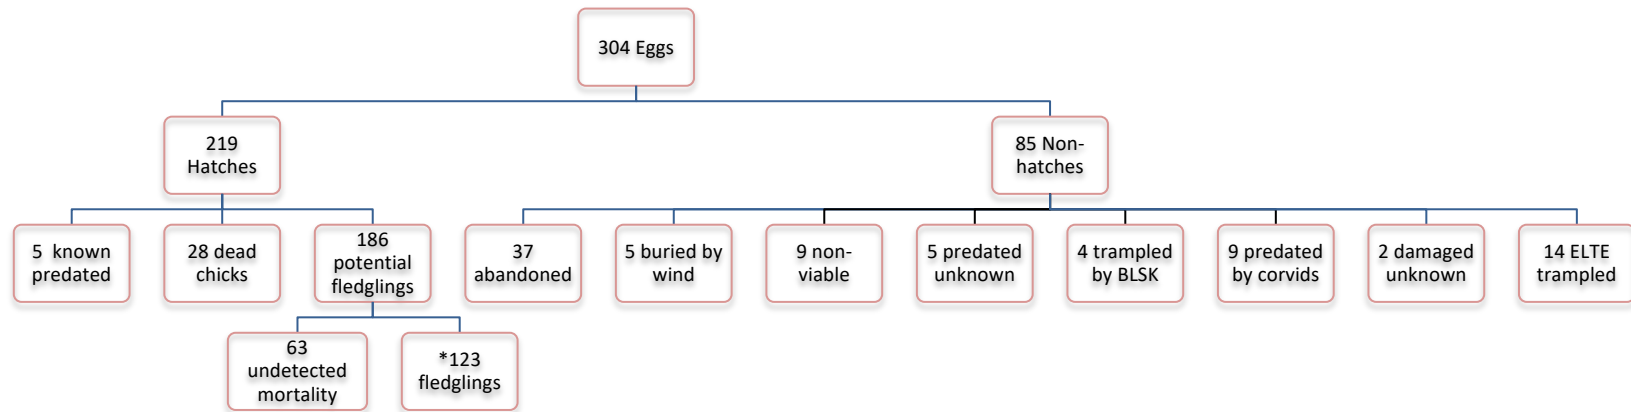 304 Eggs
219
Hatches
85 Non-
hatches
5 known
predated
28 dead
chicks
186
potential
fledglings
37
abandoned
5 buried by
wind
9 non-
viable
5 predated
unknown
4 trampled
by BLSK
9 predated
by corvids
2 damaged
unknown
14 ELTE
trampled
63
undetected
mortality
*123
fledglings